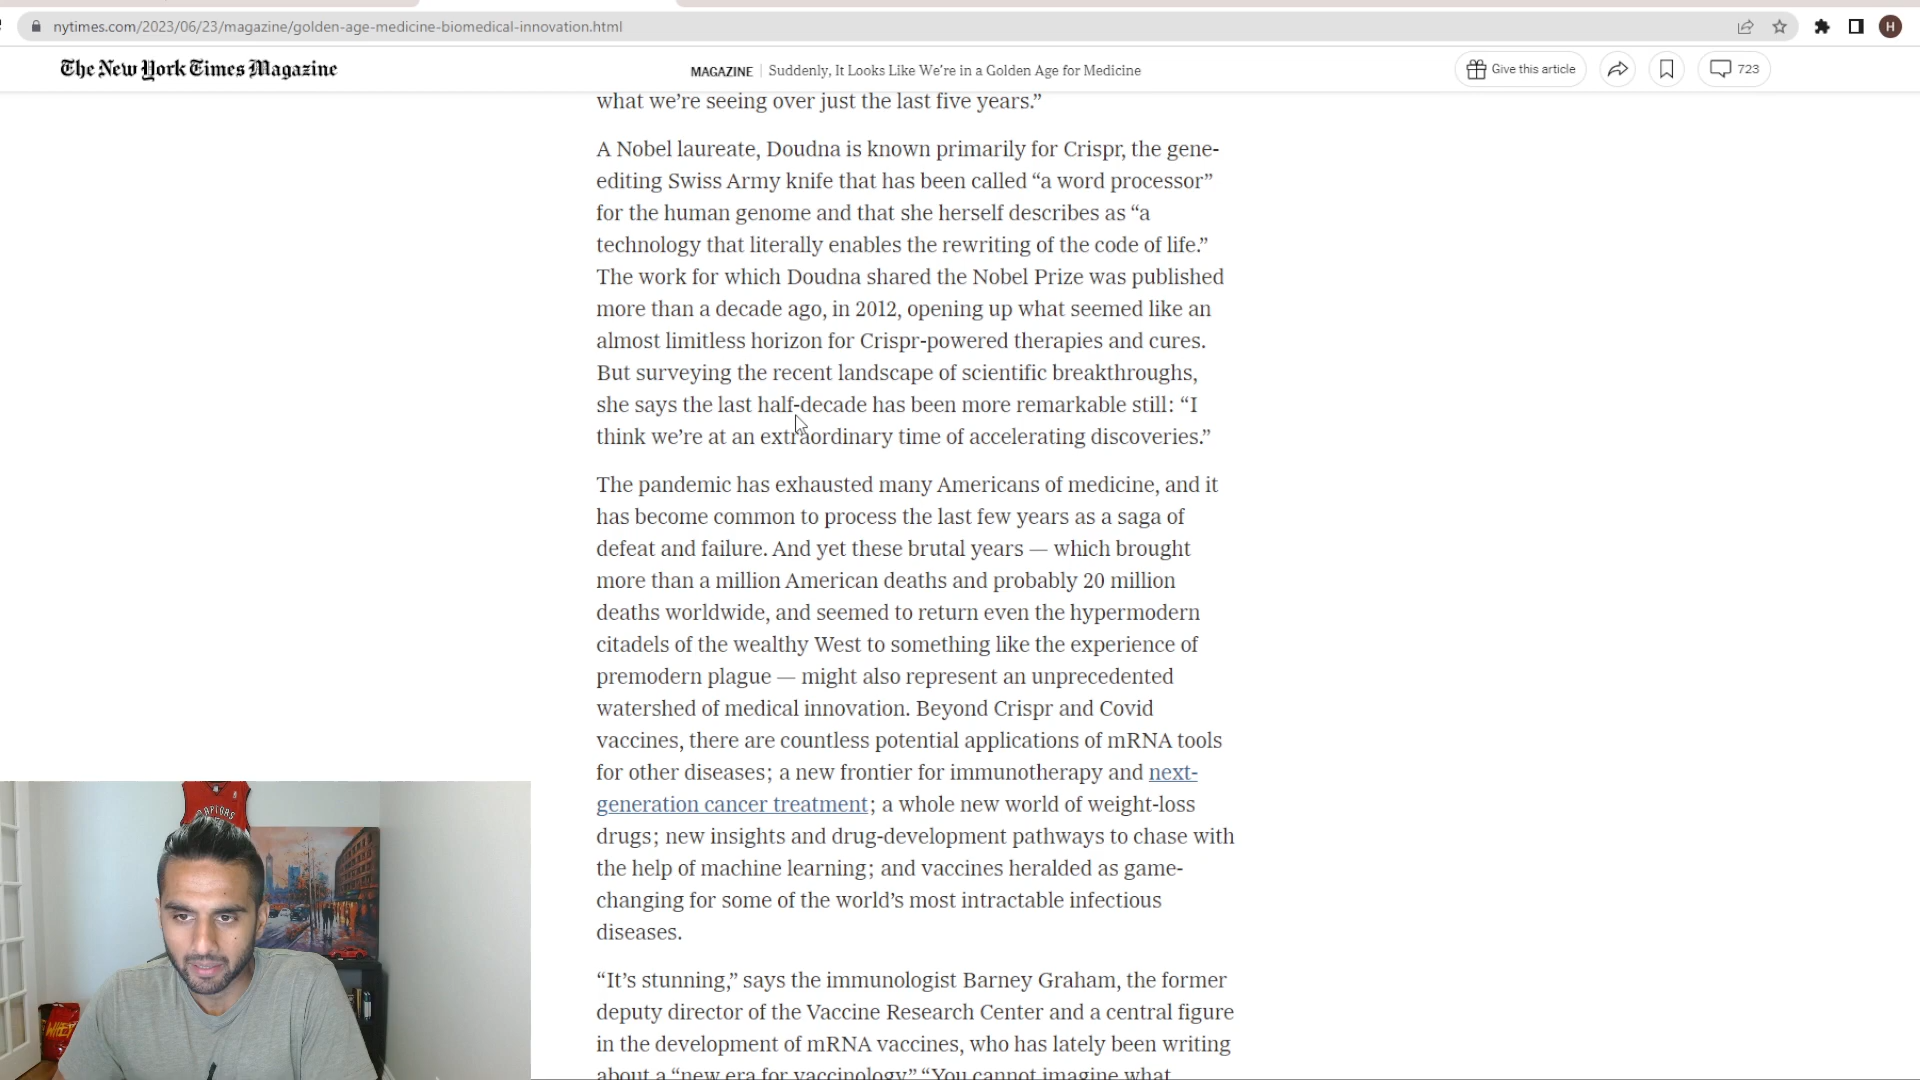 nytimes.com/2023/06/23/magazine/golden-age-medicine-biomedical-innovation.html
H
The New York Times Magazine
MAGAZINE | Suddenly, It Looks Like We’re in a Golden Age for Medicine
Give this article
723
what we’re seeing over just the last five years.”
A Nobel laureate, Doudna is known primarily for Crispr, the gene-
editing Swiss Army knife that has been called “a word processor”
for the human genome and that she herself describes as “a
technology that literally enables the rewriting of the code of life.”
The work for which Doudna shared the Nobel Prize was published
more than a decade ago, in 2012, opening up what seemed like an
almost limitless horizon for Crispr-powered therapies and cures.
But surveying the recent landscape of scientific breakthroughs,
she says the last half-decade has been more remarkable still: “I
think we’re at an extraordinary time of accelerating discoveries.”
The pandemic has exhausted many Americans of medicine, and it
has become common to process the last few years as a saga of
defeat and failure. And yet these brutal years — which brought
more than a million American deaths and probably 20 million
deaths worldwide, and seemed to return even the hypermodern
citadels of the wealthy West to something like the experience of
premodern plague — might also represent an unprecedented
watershed of medical innovation. Beyond Crispr and Covid
vaccines, there are countless potential applications of mRNA tools
for other diseases; a new frontier for immunotherapy and next-
generation cancer treatment; a whole new world of weight-loss
drugs; new insights and drug-development pathways to chase with
the help of machine learning; and vaccines heralded as game-
changing for some of the world’s most intractable infectious
diseases.
“It’s stunning,” says the immunologist Barney Graham, the former
deputy director of the Vaccine Research Center and a central figure
in the development of mRNA vaccines, who has lately been writing
about a “new era for vaccinology.” “You cannot imagine what
RAPTORS
WHEY